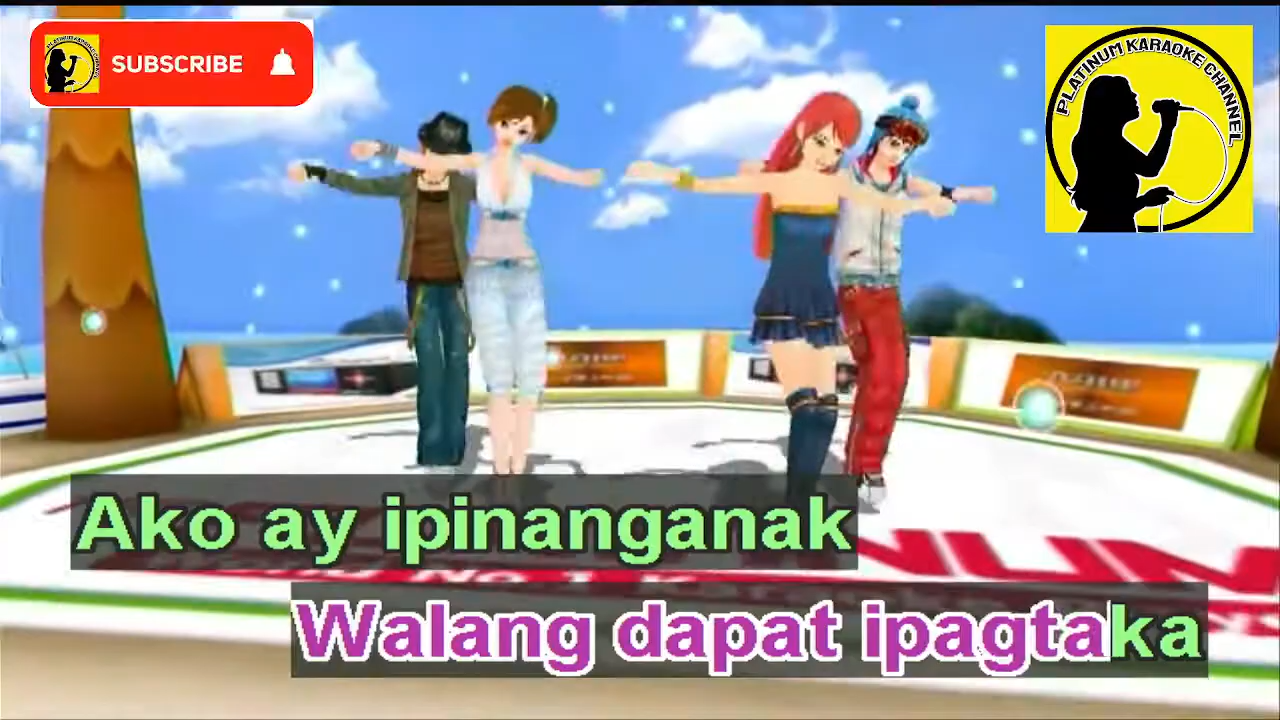 SUBSCRIBE
PLATINUM KARAOKE CHANNEL
Ako ay ipinanganak
Walang dapat ipagtaka